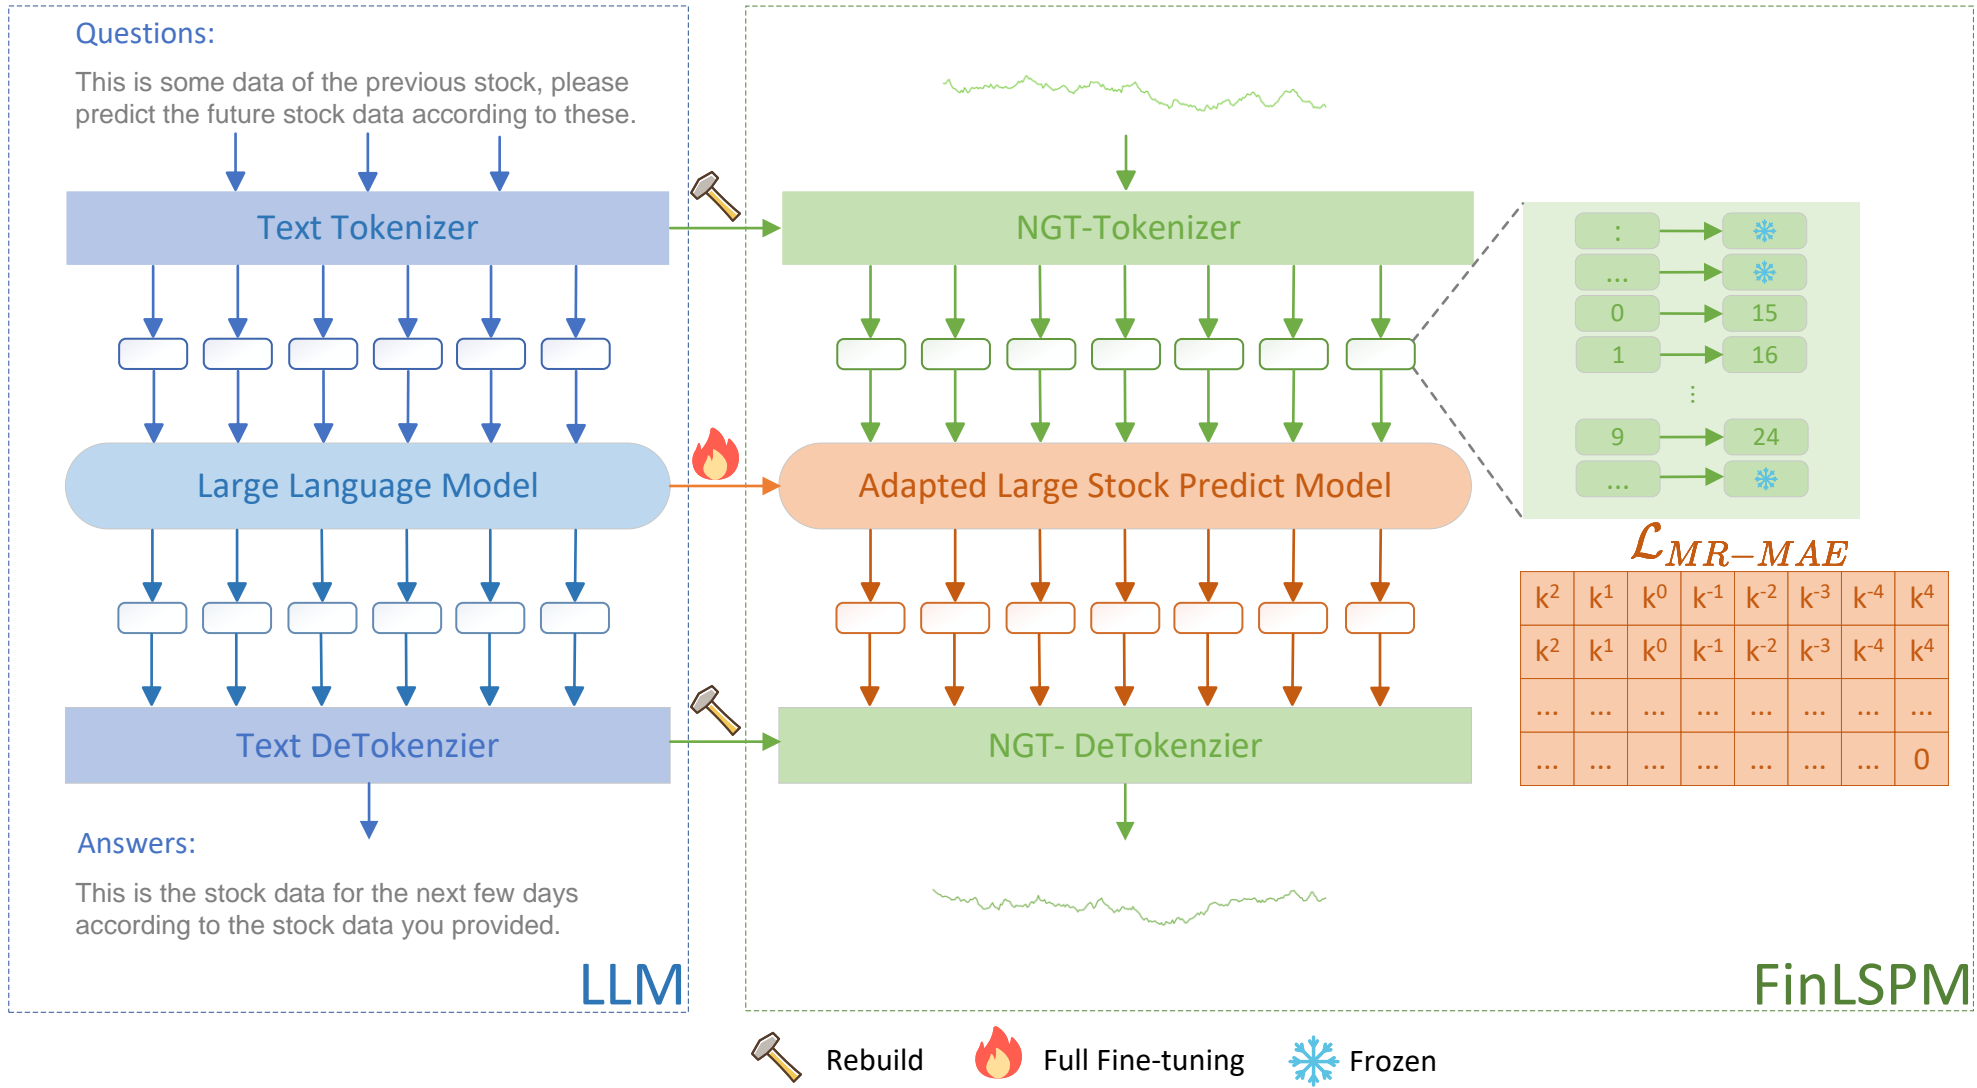 Questions:
This is some data of the previous stock, please
predict the future stock data according to these.
Text Tokenizer
Large Language Model
Text DeTokenzier
Answers:
This is the stock data for the next few days
according to the stock data you provided.
LLM
NGT-Tokenizer
Adapted Large Stock Predict Model
NGT- DeTokenzier
:
...
0 15
1 16
⋮
9 24
...
ℒ_{MR−MAE}
k² k¹ k⁰ k⁻¹ k⁻² k⁻³ k⁻⁴ k⁴
k² k¹ k⁰ k⁻¹ k⁻² k⁻³ k⁻⁴ k⁴
... ... ... ... ... ... ... ...
... ... ... ... ... ... ... 0
FinLSPM
Rebuild Full Fine-tuning Frozen